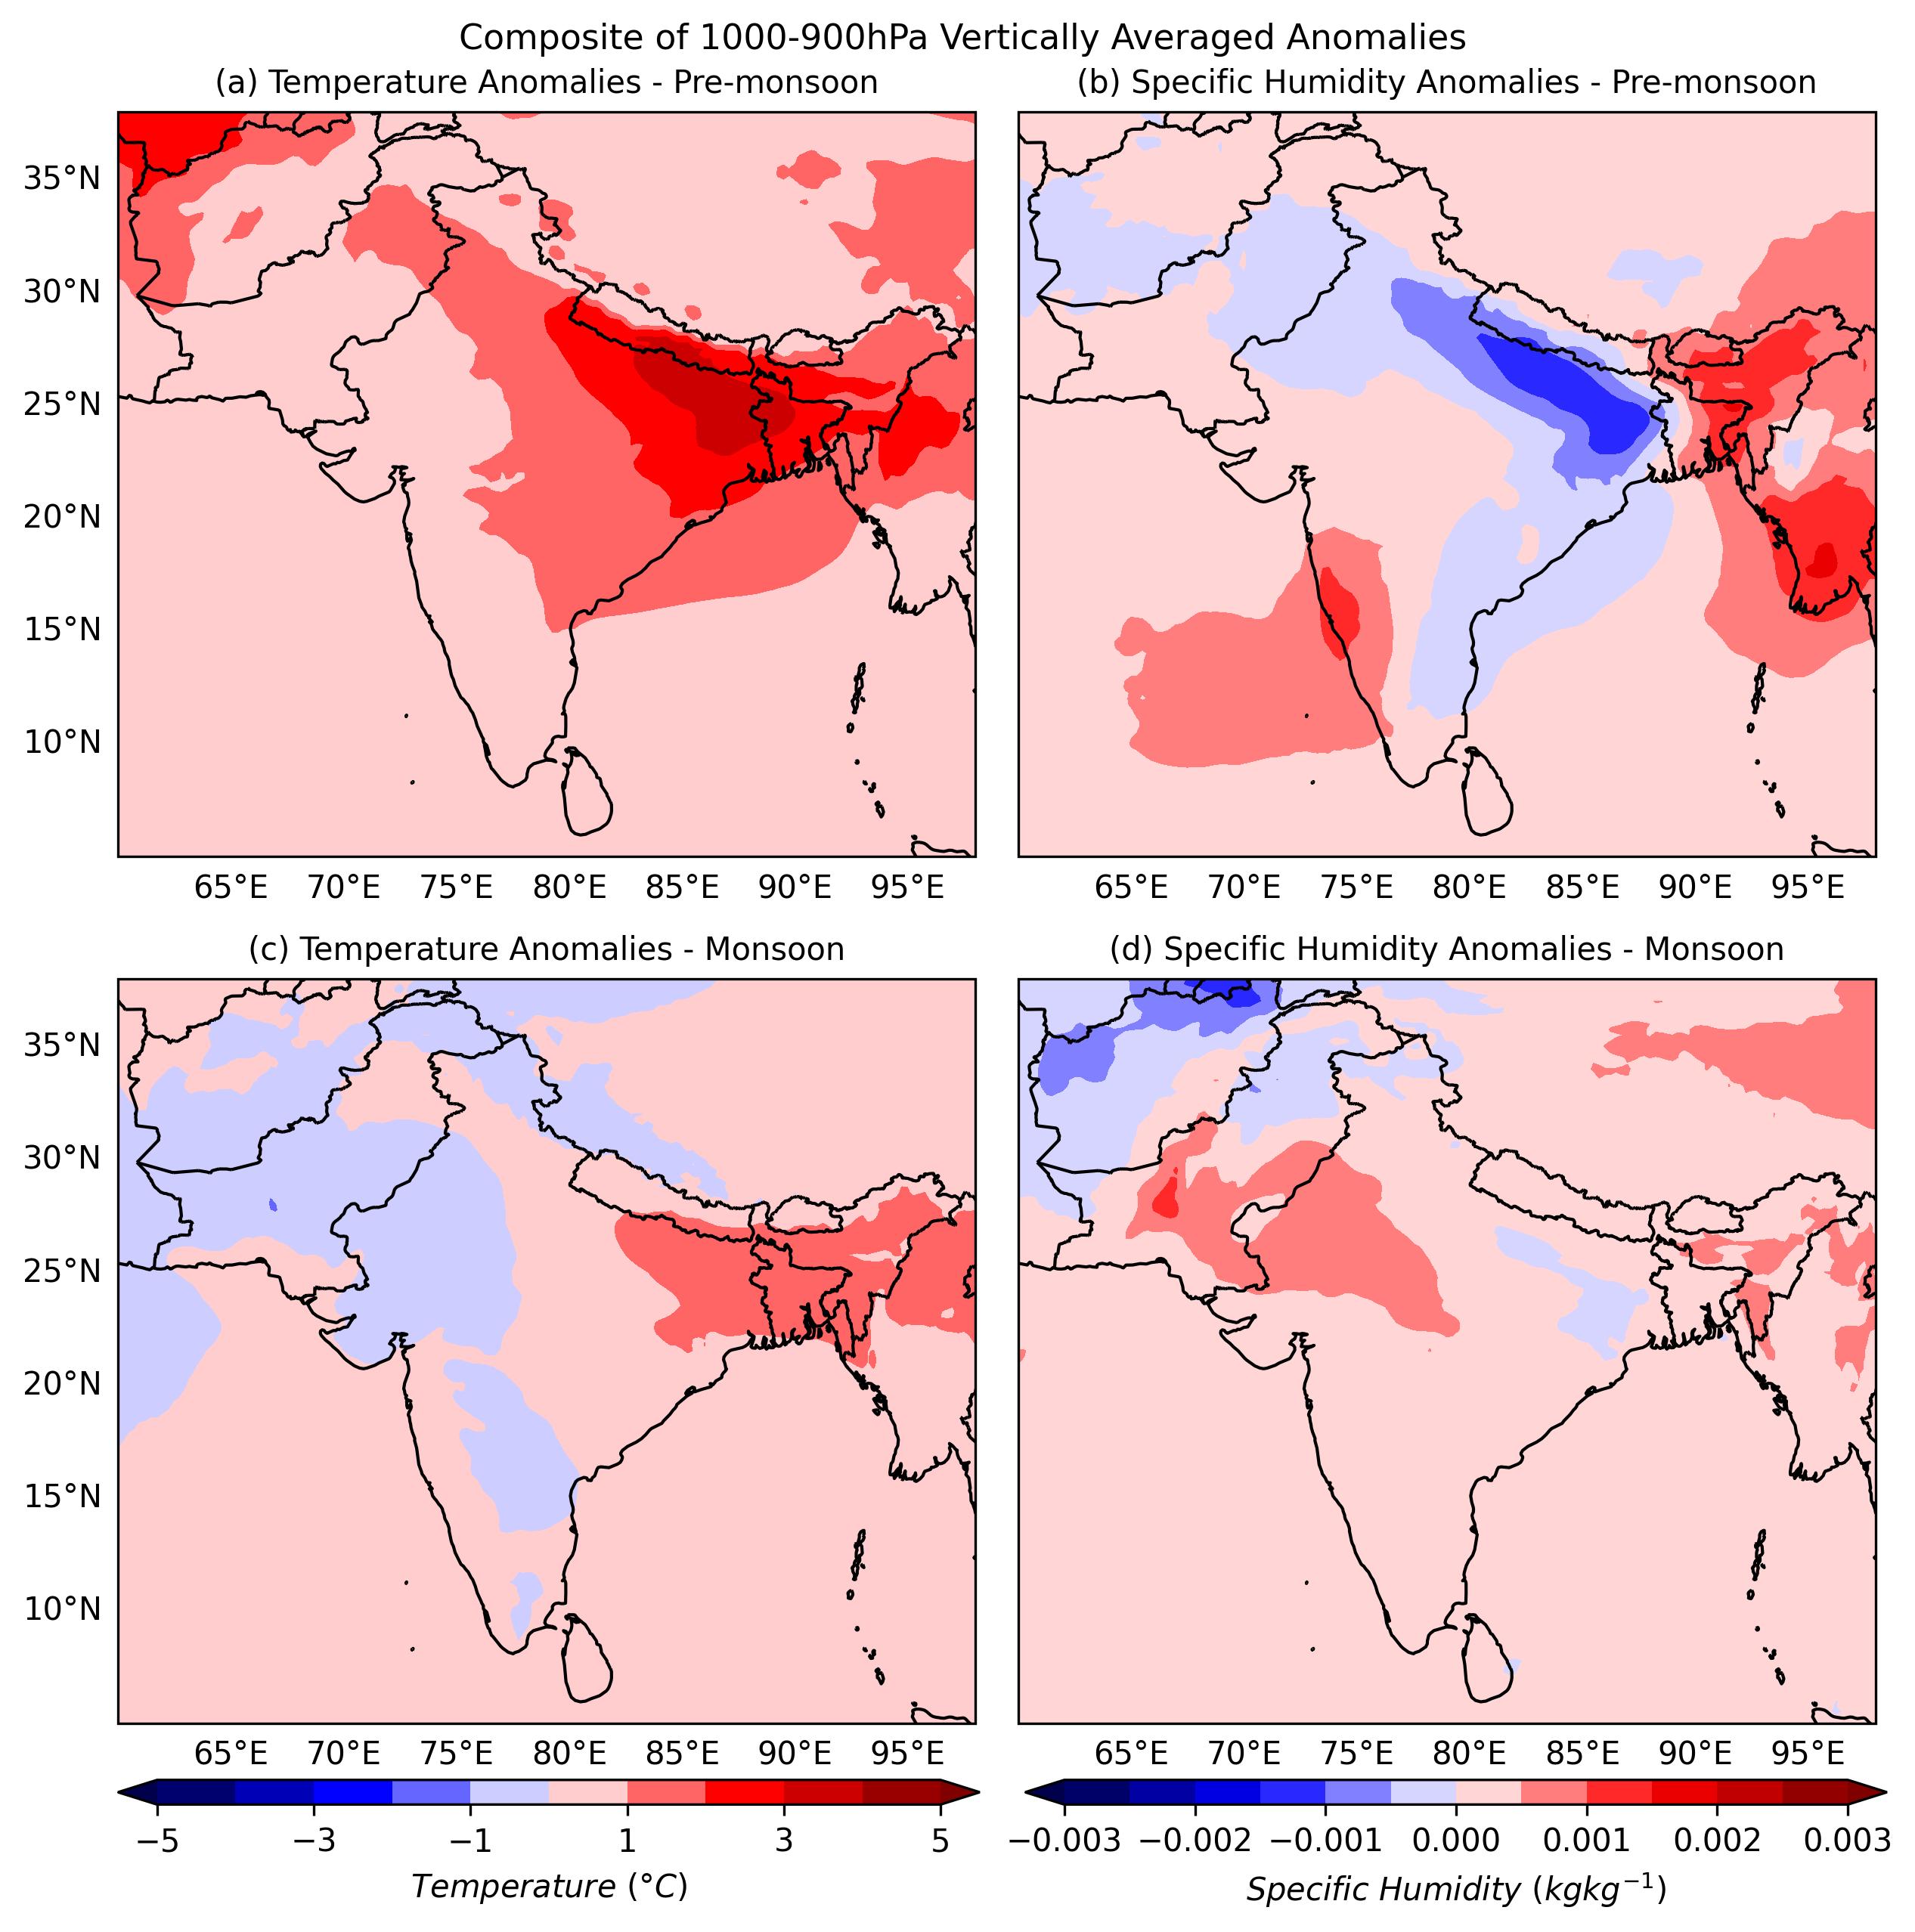 Composite of 1000-900hPa Vertically Averaged Anomalies
(a) Temperature Anomalies - Pre-monsoon
(b) Specific Humidity Anomalies - Pre-monsoon
35°N
30°N
25°N
20°N
15°N
10°N
65°E 70°E 75°E 80°E 85°E 90°E 95°E
65°E 70°E 75°E 80°E 85°E 90°E 95°E
(c) Temperature Anomalies - Monsoon
(d) Specific Humidity Anomalies - Monsoon
35°N
30°N
25°N
20°N
15°N
10°N
65°E 70°E 75°E 80°E 85°E 90°E 95°E
65°E 70°E 75°E 80°E 85°E 90°E 95°E
−5 −3 −1 1 3 5
Temperature (°C)
−0.003 −0.002 −0.001 0.000 0.001 0.002 0.003
Specific Humidity (kgkg⁻¹)